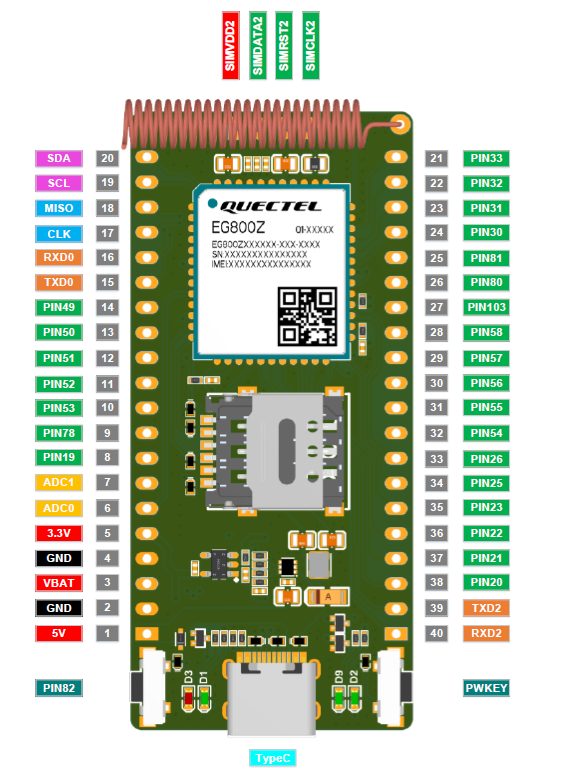 SIMVDD2 SIMDATA2 SIMRST2 SIMCLK2
SDA 20 21 PIN33
SCL 19 22 PIN32
MISO 18 23 PIN31
CLK 17 24 PIN30
RXD0 16 25 PIN81
TXD0 15 26 PIN80
PIN49 14 27 PIN103
PIN50 13 28 PIN58
PIN51 12 29 PIN57
PIN52 11 30 PIN56
PIN53 10 31 PIN55
PIN78 9 32 PIN54
PIN19 8 33 PIN26
ADC1 7 34 PIN25
ADC0 6 35 PIN23
3.3V 5 36 PIN22
GND 4 37 PIN21
VBAT 3 38 PIN20
GND 2 39 TXD2
5V 1 40 RXD2
PIN82 PWKEY
QUECTEL
EG800Z 01-XXXXX
EG800ZXXXXXX-XXX-XXXX
SN:XXXXXXXXXXXXXXX
IMEI:XXXXXXXXXXXXXXX
A
D3 D1 D9 D2
TypeC